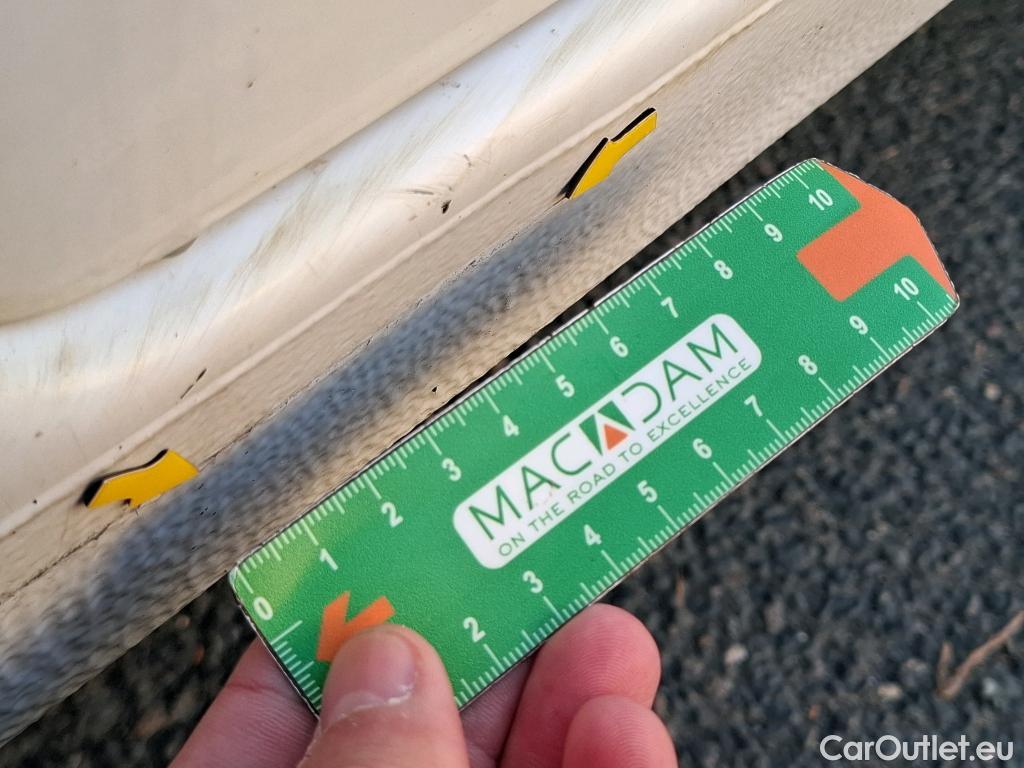 0 1 2 3 4 5 6 7 8 9 10
MACADAM
ON THE ROAD TO EXCELLENCE
2 3 4 5 6 7 8 9 10
CarOutlet.eu